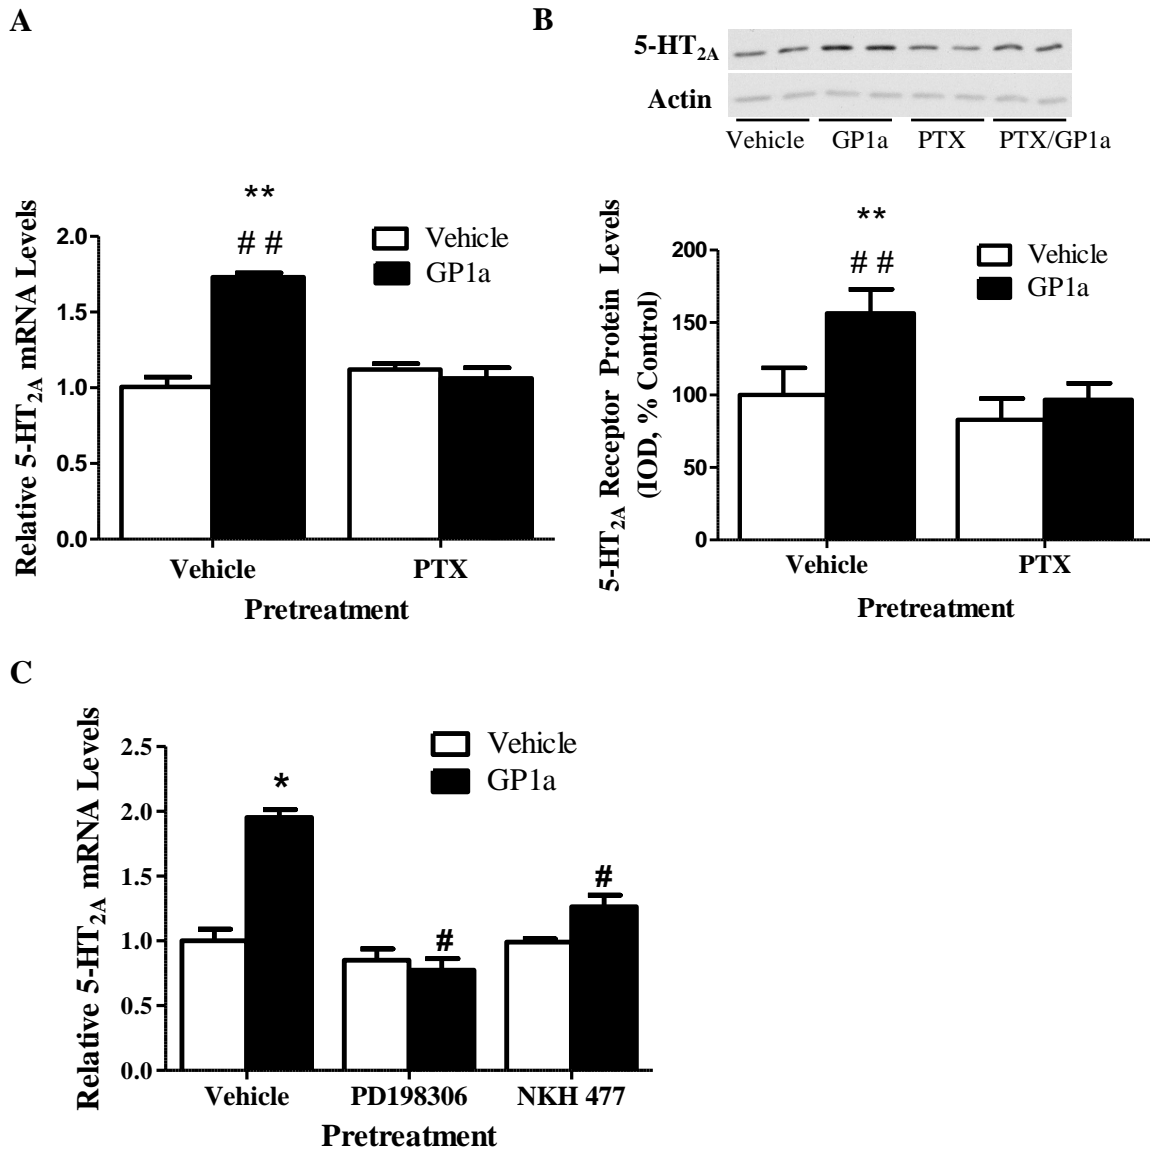 A
B
5-HT2A
Actin
Vehicle GP1a PTX PTX/GP1a
Relative 5-HT2A mRNA Levels
2.0
1.5
1.0
0.5
0.0
**
# #
Vehicle
GP1a
Vehicle PTX
Pretreatment
5-HT2A Receptor Protein Levels
(IOD, % Control)
200
150
100
50
0
**
# #
Vehicle
GP1a
Vehicle PTX
Pretreatment
C
Relative 5-HT2A mRNA Levels
2.5
2.0
1.5
1.0
0.5
0.0
*
#
#
Vehicle
GP1a
Vehicle PD198306 NKH 477
Pretreatment